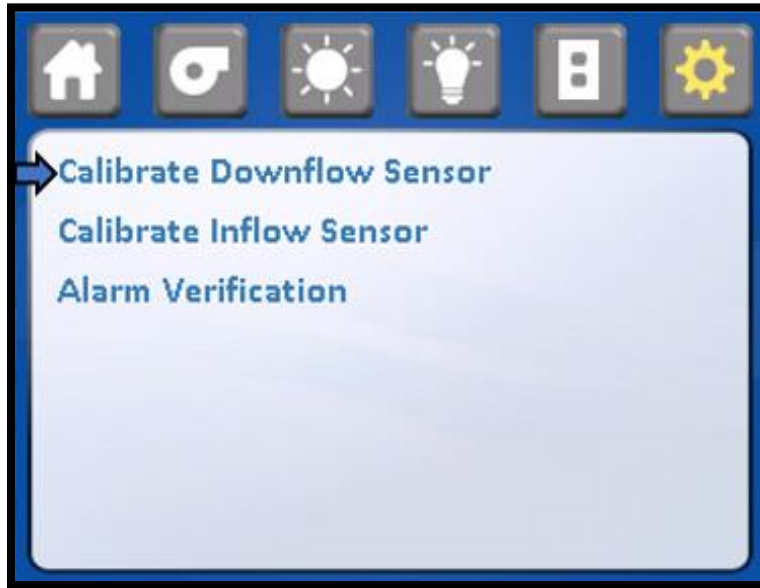 Calibrate Downflow Sensor
Calibrate Inflow Sensor
Alarm Verification